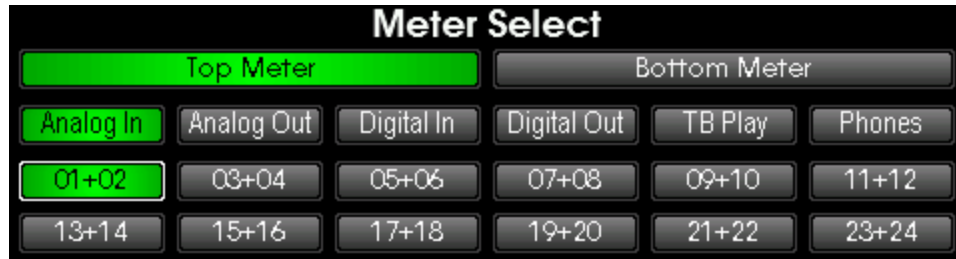 Meter Select
Top Meter Bottom Meter
Analog In Analog Out Digital In Digital Out TB Play Phones
01+02 03+04 05+06 07+08 09+10 11+12
13+14 15+16 17+18 19+20 21+22 23+24